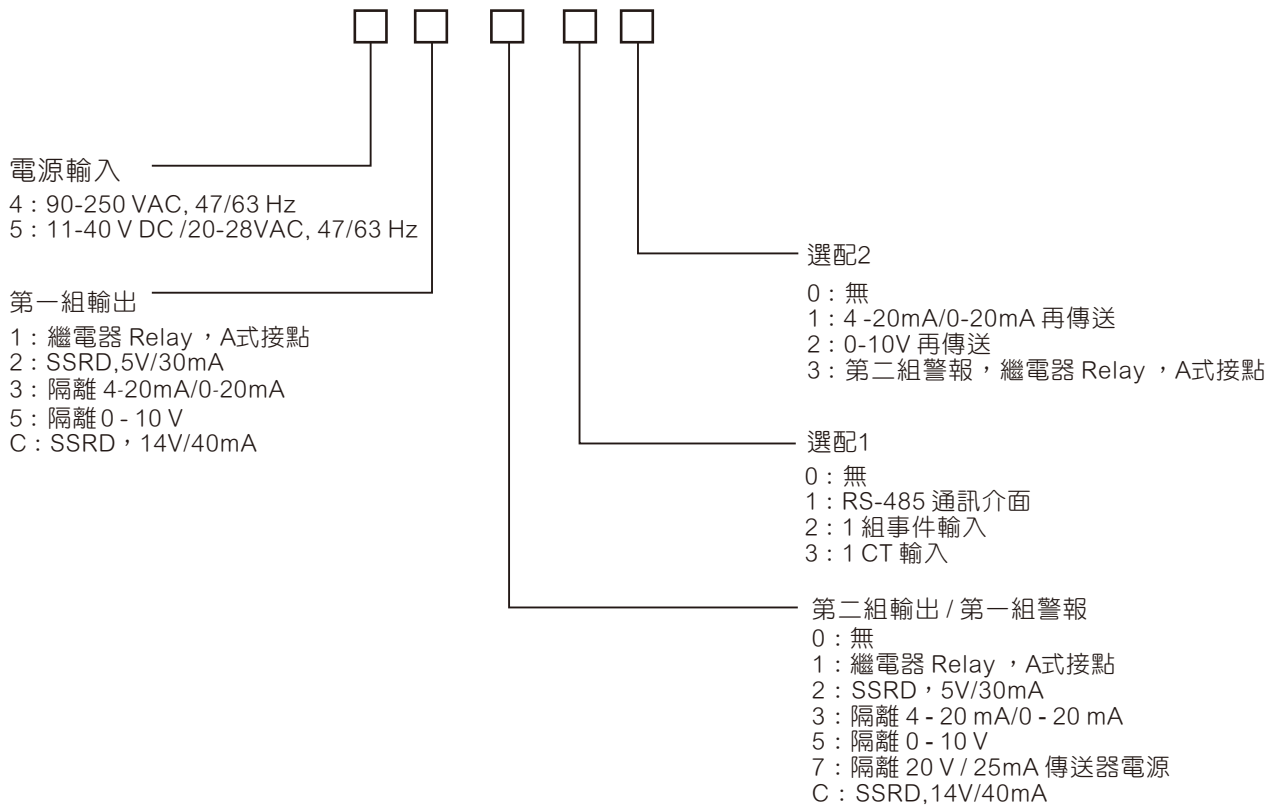 電源輸入
4：90-250 VAC, 47/63 Hz
5：11-40 V DC /20-28VAC, 47/63 Hz
第一組輸出
1：繼電器 Relay，A式接點
2：SSRD,5V/30mA
3：隔離 4-20mA/0-20mA
5：隔離 0 - 10 V
C：SSRD，14V/40mA
選配2
0：無
1：4 -20mA/0-20mA 再傳送
2：0-10V 再傳送
3：第二組警報，繼電器 Relay，A式接點
選配1
0：無
1：RS-485 通訊介面
2：1 組事件輸入
3：1 CT 輸入
第二組輸出 / 第一組警報
0：無
1：繼電器 Relay，A式接點
2：SSRD，5V/30mA
3：隔離 4 - 20 mA/0 - 20 mA
5：隔離 0 - 10 V
7：隔離 20 V / 25mA 傳送器電源
C：SSRD,14V/40mA